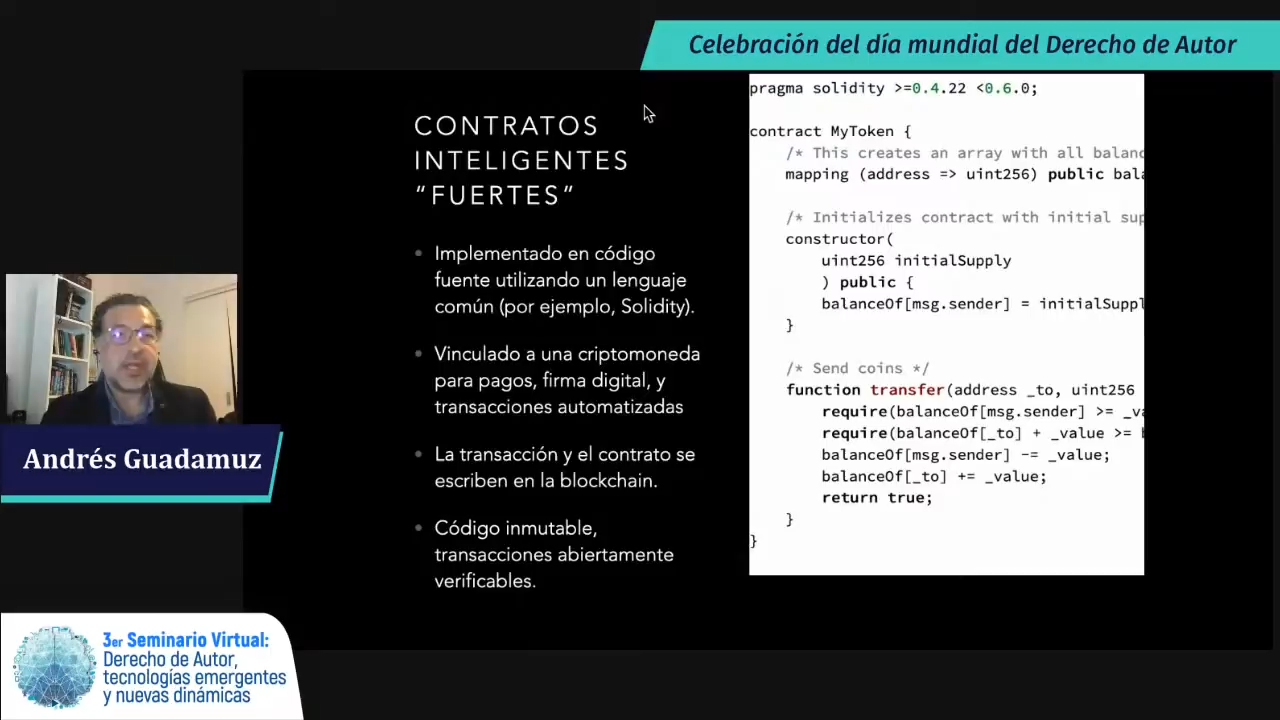 Celebración del día mundial del Derecho de Autor
CONTRATOS
INTELIGENTES
“FUERTES”
• Implementado en código
fuente utilizando un lenguaje
común (por ejemplo, Solidity).
• Vinculado a una criptomoneda
para pagos, firma digital, y
transacciones automatizadas
• La transacción y el contrato se
escriben en la blockchain.
• Código inmutable,
transacciones abiertamente
verificables.
pragma solidity >=0.4.22 <0.6.0;
contract MyToken {
/* This creates an array with all balanc
mapping (address => uint256) public bala
/* Initializes contract with initial sup
constructor(
uint256 initialSupply
) public {
balanceOf[msg.sender] = initialSuppl
}
/* Send coins */
function transfer(address _to, uint256
require(balanceOf[msg.sender] >= _va
require(balanceOf[_to] + _value >= b
balanceOf[msg.sender] -= _value;
balanceOf[_to] += _value;
return true;
}
}
Andrés Guadamuz
3er Seminario Virtual:
Derecho de Autor,
tecnologías emergentes
y nuevas dinámicas